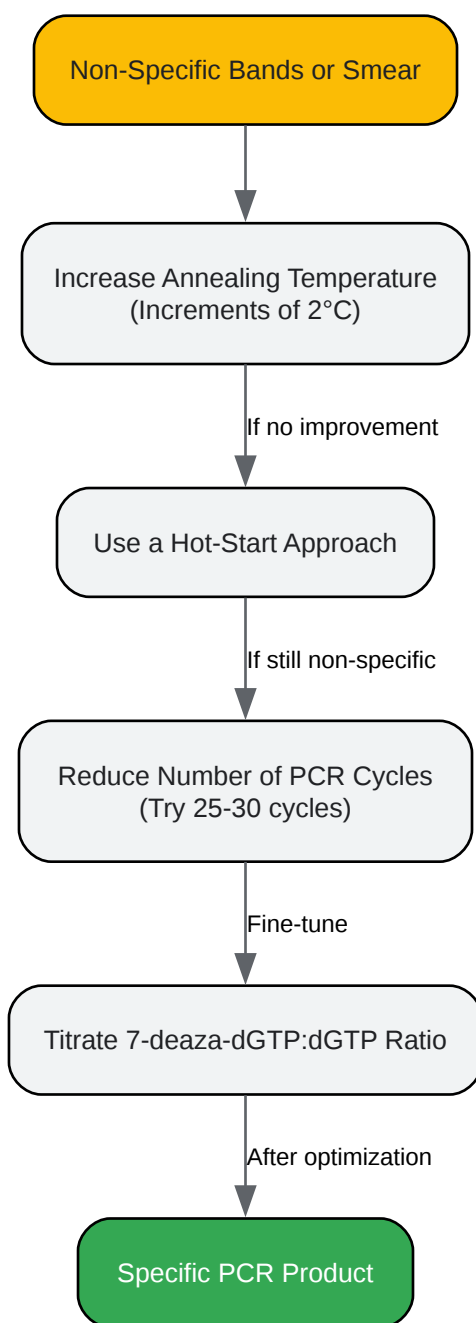 Non-Specific Bands or Smear
Increase Annealing Temperature
(Increments of 2°C)
If no improvement
Use a Hot-Start Approach
If still non-specific
Reduce Number of PCR Cycles
(Try 25-30 cycles)
Fine-tune
Titrate 7-deaza-dGTP:dGTP Ratio
After optimization
Specific PCR Product